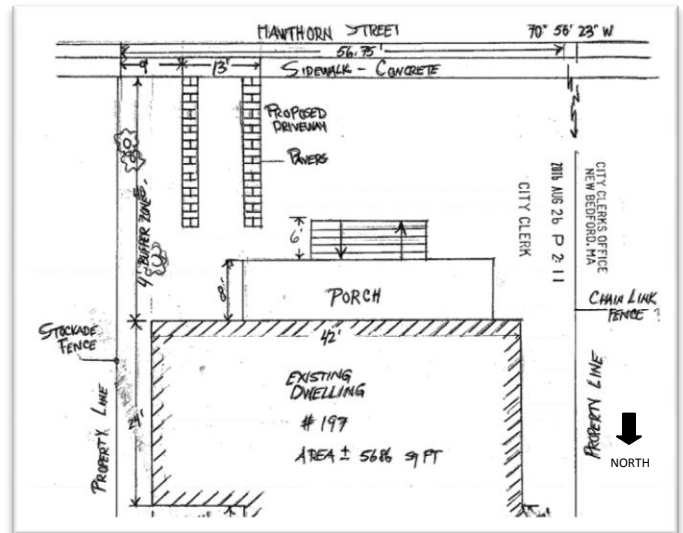 HAWTHORN STREET
70° 56' 23" W
56.75'
9'
13'
SIDEWALK - CONCRETE
PROPOSED
DRIVEWAY
PAVERS
4' BUFFER ZONE
6'
8'
PORCH
CITY CLERKS OFFICE
NEW BEDFORD, MA
2016 AUG 26 P 2:11
CITY CLERK
CHAIN LINK
FENCE
STOCKADE
FENCE
42'
EXISTING
DWELLING
# 197
AREA ± 5686 SQ FT
PROPERTY LINE
PROPERTY LINE
NORTH